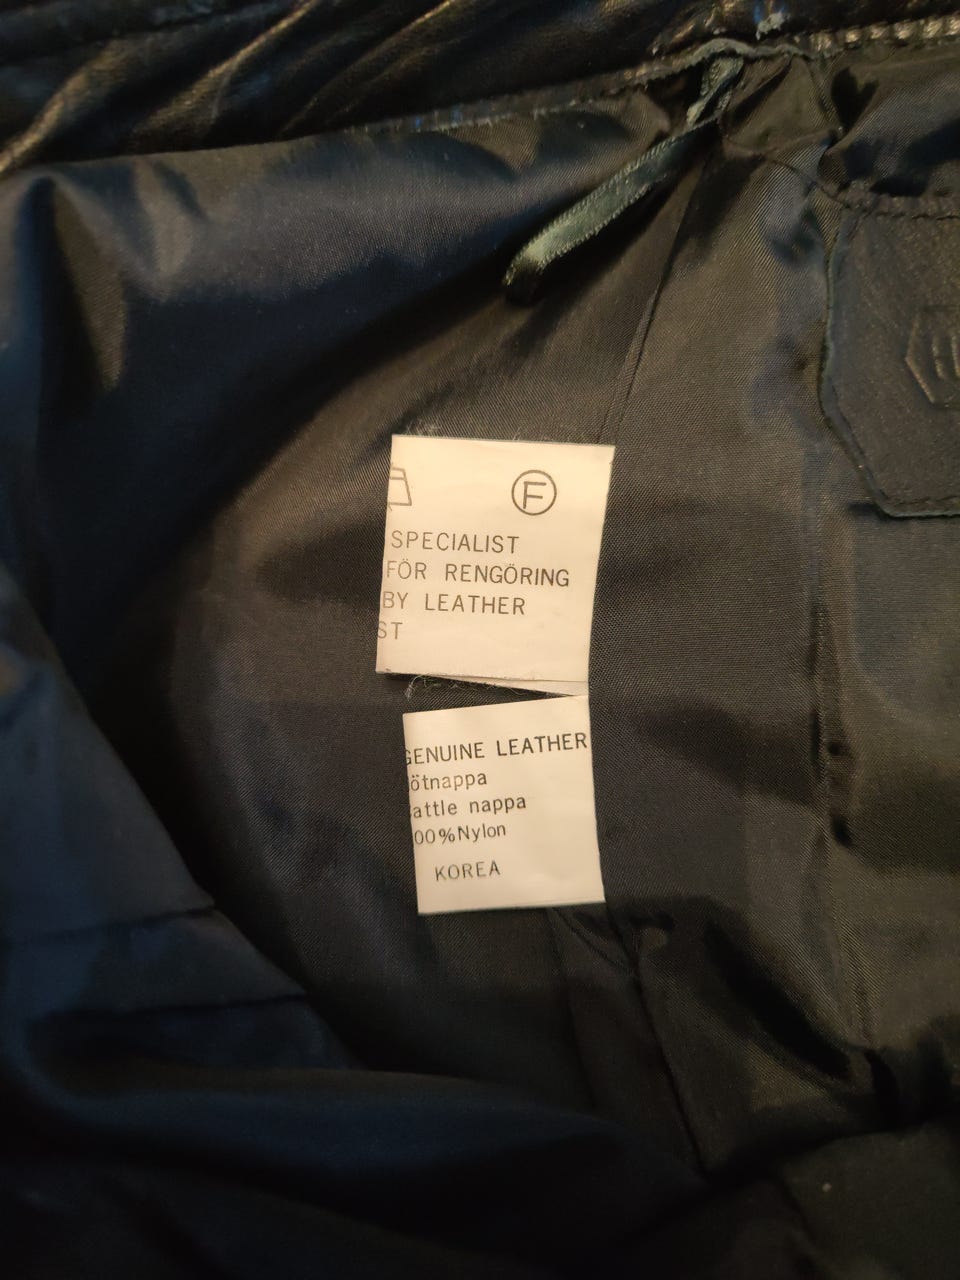 F
SPECIALIST
FÖR RENGÖRING
BY LEATHER
ST
GENUINE LEATHER
ötnappa
attle nappa
00%Nylon
KOREA